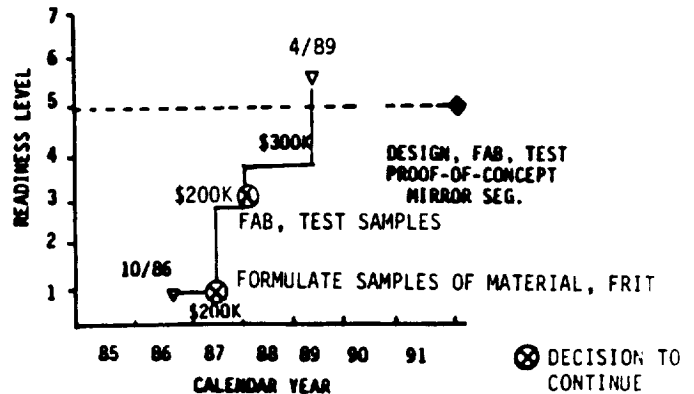 READINESS LEVEL
7
6
5
4
3
2
1
4/89
$300K
DESIGN, FAB, TEST
PROOF-OF-CONCEPT
MIRROR SEG.
$200K
FAB, TEST SAMPLES
10/86
FORMULATE SAMPLES OF MATERIAL, FRIT
$200K
85 86 87 88 89 90 91
CALENDAR YEAR
DECISION TO
CONTINUE